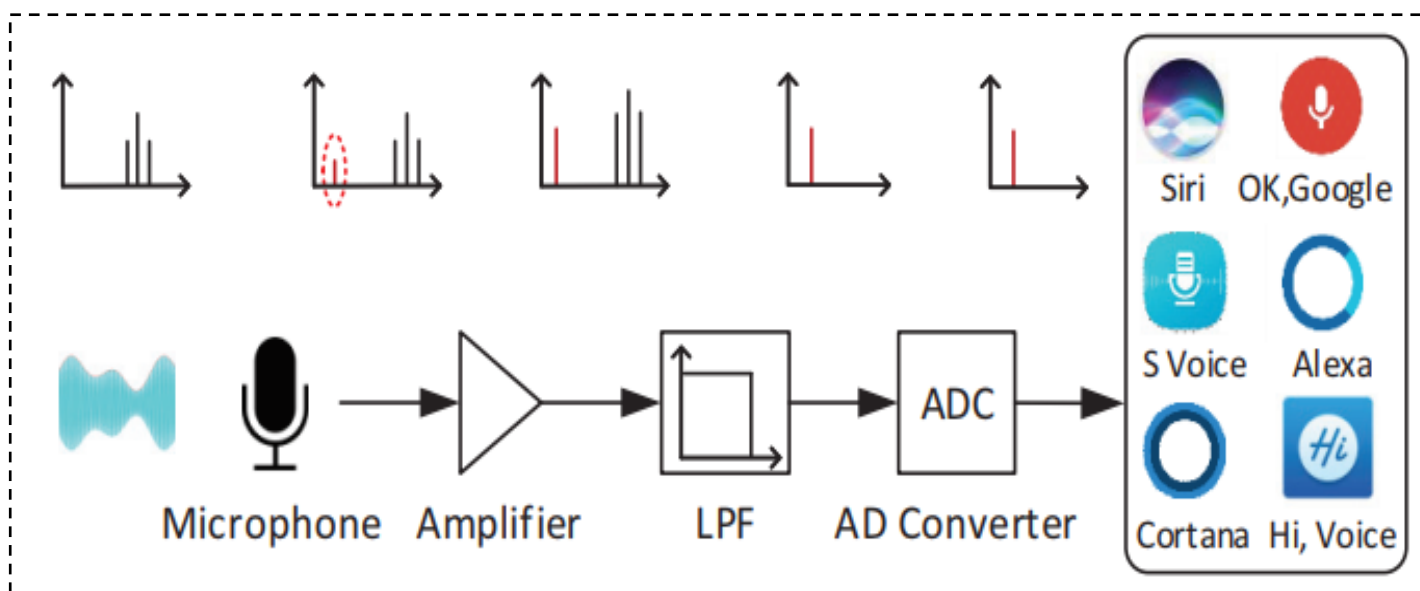 Siri OK,Google
S Voice Alexa
ADC
Hi
Microphone Amplifier LPF AD Converter
Cortana Hi, Voice